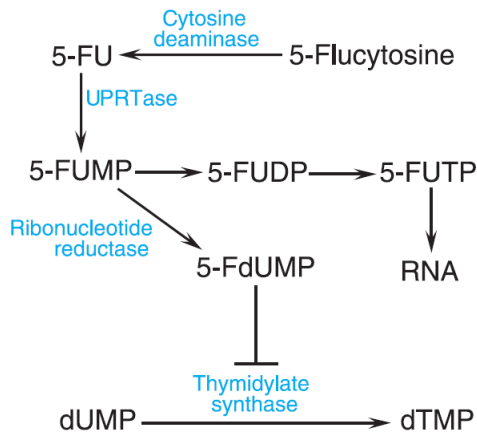 Cytosine
deaminase
5-FU
5-Flucytosine
UPRTase
5-FUMP
5-FUDP
5-FUTP
Ribonucleotide
reductase
5-FdUMP
RNA
Thymidylate
synthase
dUMP
dTMP